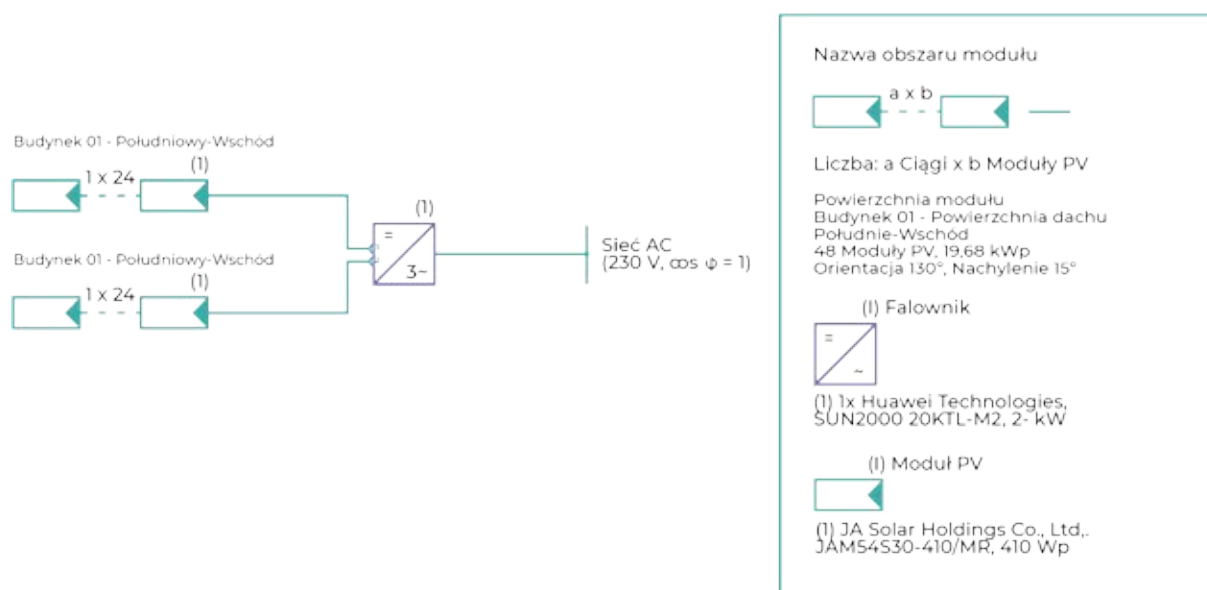 Budynek 01 - Południowy-Wschód
1 x 24
(1)
Budynek 01 - Południowy-Wschód
1 x 24
(1)
(1)
=
3~
Sieć AC
(230 V, cos φ = 1)
Nazwa obszaru modułu
a x b
Liczba: a Ciągi x b Moduły PV
Powierzchnia modułu
Budynek 01 - Powierzchnia dachu
Południe-Wschód
48 Moduły PV, 19,68 kWp
Orientacja 130°, Nachylenie 15°
(I) Falownik
=
~
(1) 1x Huawei Technologies,
SUN2000 20KTL-M2, 2- kW
(I) Moduł PV
(1) JA Solar Holdings Co., Ltd,.
JAM54S30-410/MR, 410 Wp